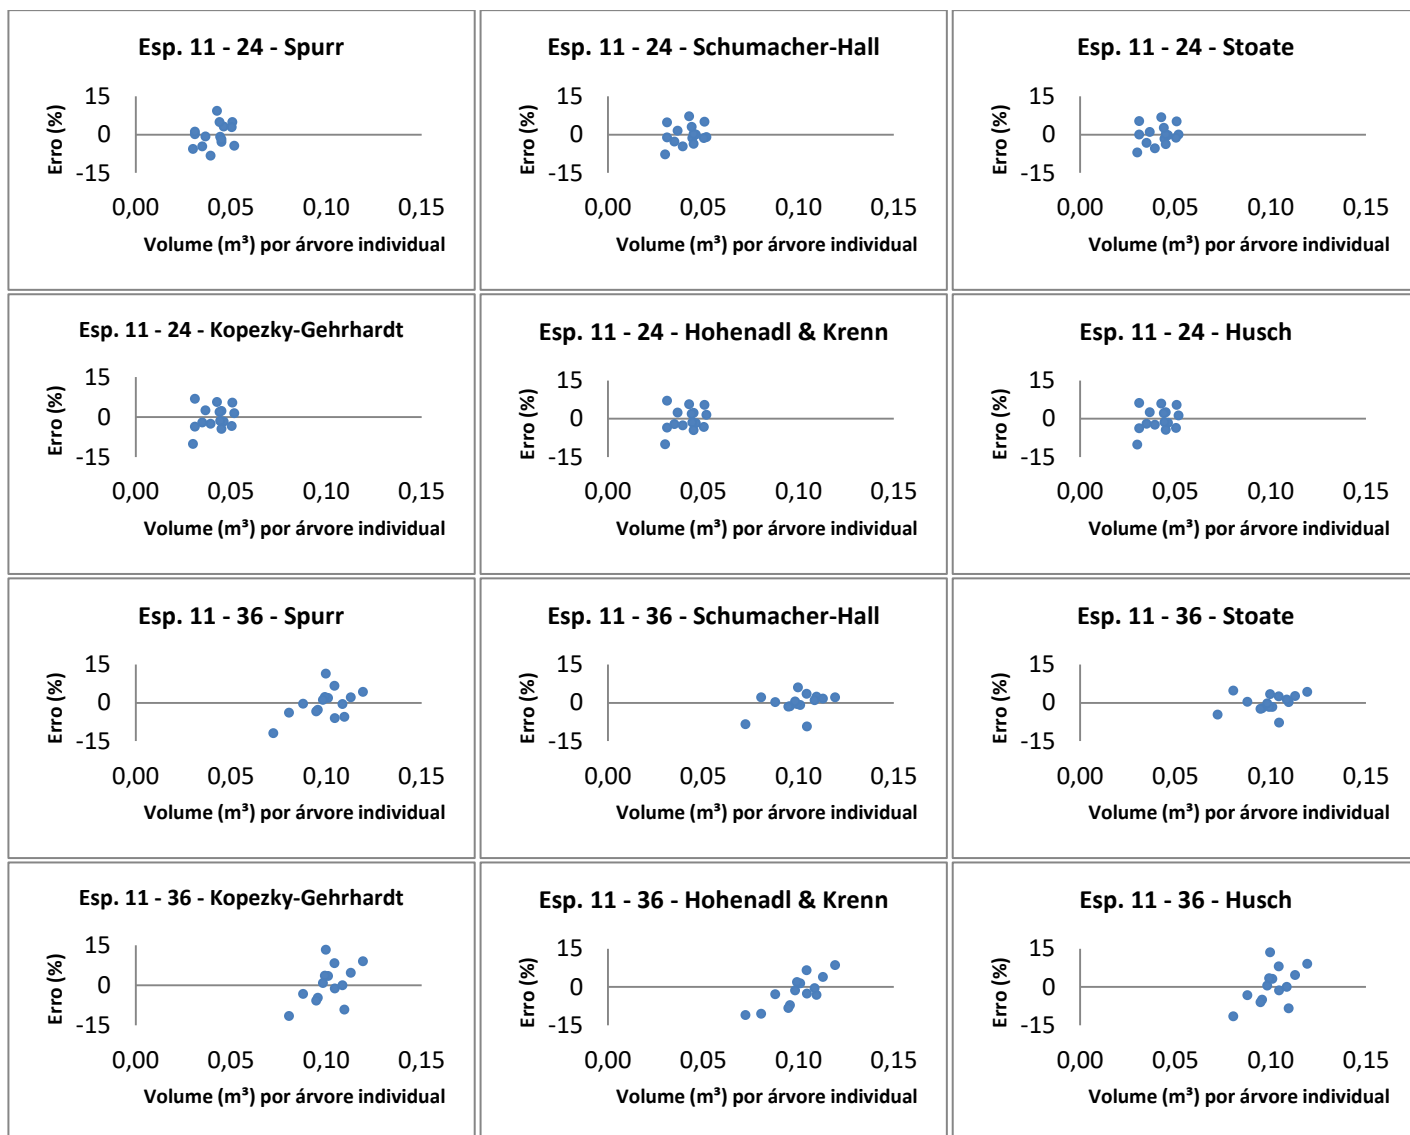 Esp. 11 - 24 - Spurr
Erro (%)
15
0
-15
0,00 0,05 0,10 0,15
Volume (m³) por árvore individual
Esp. 11 - 24 - Schumacher-Hall
Erro (%)
15
0
-15
0,00 0,05 0,10 0,15
Volume (m³) por árvore individual
Esp. 11 - 24 - Stoate
Erro (%)
15
0
-15
0,00 0,05 0,10 0,15
Volume (m³) por árvore individual
Esp. 11 - 24 - Kopezky-Gehrhardt
Erro (%)
15
0
-15
0,00 0,05 0,10 0,15
Volume (m³) por árvore individual
Esp. 11 - 24 - Hohenadl & Krenn
Erro (%)
15
0
-15
0,00 0,05 0,10 0,15
Volume (m³) por árvore individual
Esp. 11 - 24 - Husch
Erro (%)
15
0
-15
0,00 0,05 0,10 0,15
Volume (m³) por árvore individual
Esp. 11 - 36 - Spurr
Erro (%)
15
0
-15
0,00 0,05 0,10 0,15
Volume (m³) por árvore individual
Esp. 11 - 36 - Schumacher-Hall
Erro (%)
15
0
-15
0,00 0,05 0,10 0,15
Volume (m³) por árvore individual
Esp. 11 - 36 - Stoate
Erro (%)
15
0
-15
0,00 0,05 0,10 0,15
Volume (m³) por árvore individual
Esp. 11 - 36 - Kopezky-Gehrhardt
Erro (%)
15
0
-15
0,00 0,05 0,10 0,15
Volume (m³) por árvore individual
Esp. 11 - 36 - Hohenadl & Krenn
Erro (%)
15
0
-15
0,00 0,05 0,10 0,15
Volume (m³) por árvore individual
Esp. 11 - 36 - Husch
Erro (%)
15
0
-15
0,00 0,05 0,10 0,15
Volume (m³) por árvore individual